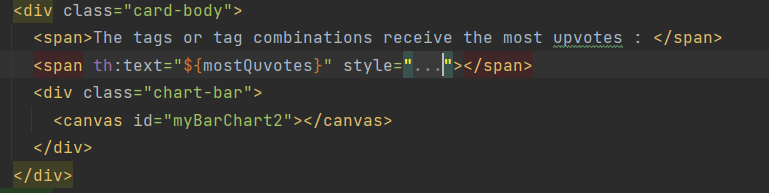 <div class="card-body">
<span>The tags or tag combinations receive the most upvotes : </span>
<span th:text="${mostQuvotes}" style="..."></span>
<div class="chart-bar">
<canvas id="myBarChart2"></canvas>
</div>
</div>